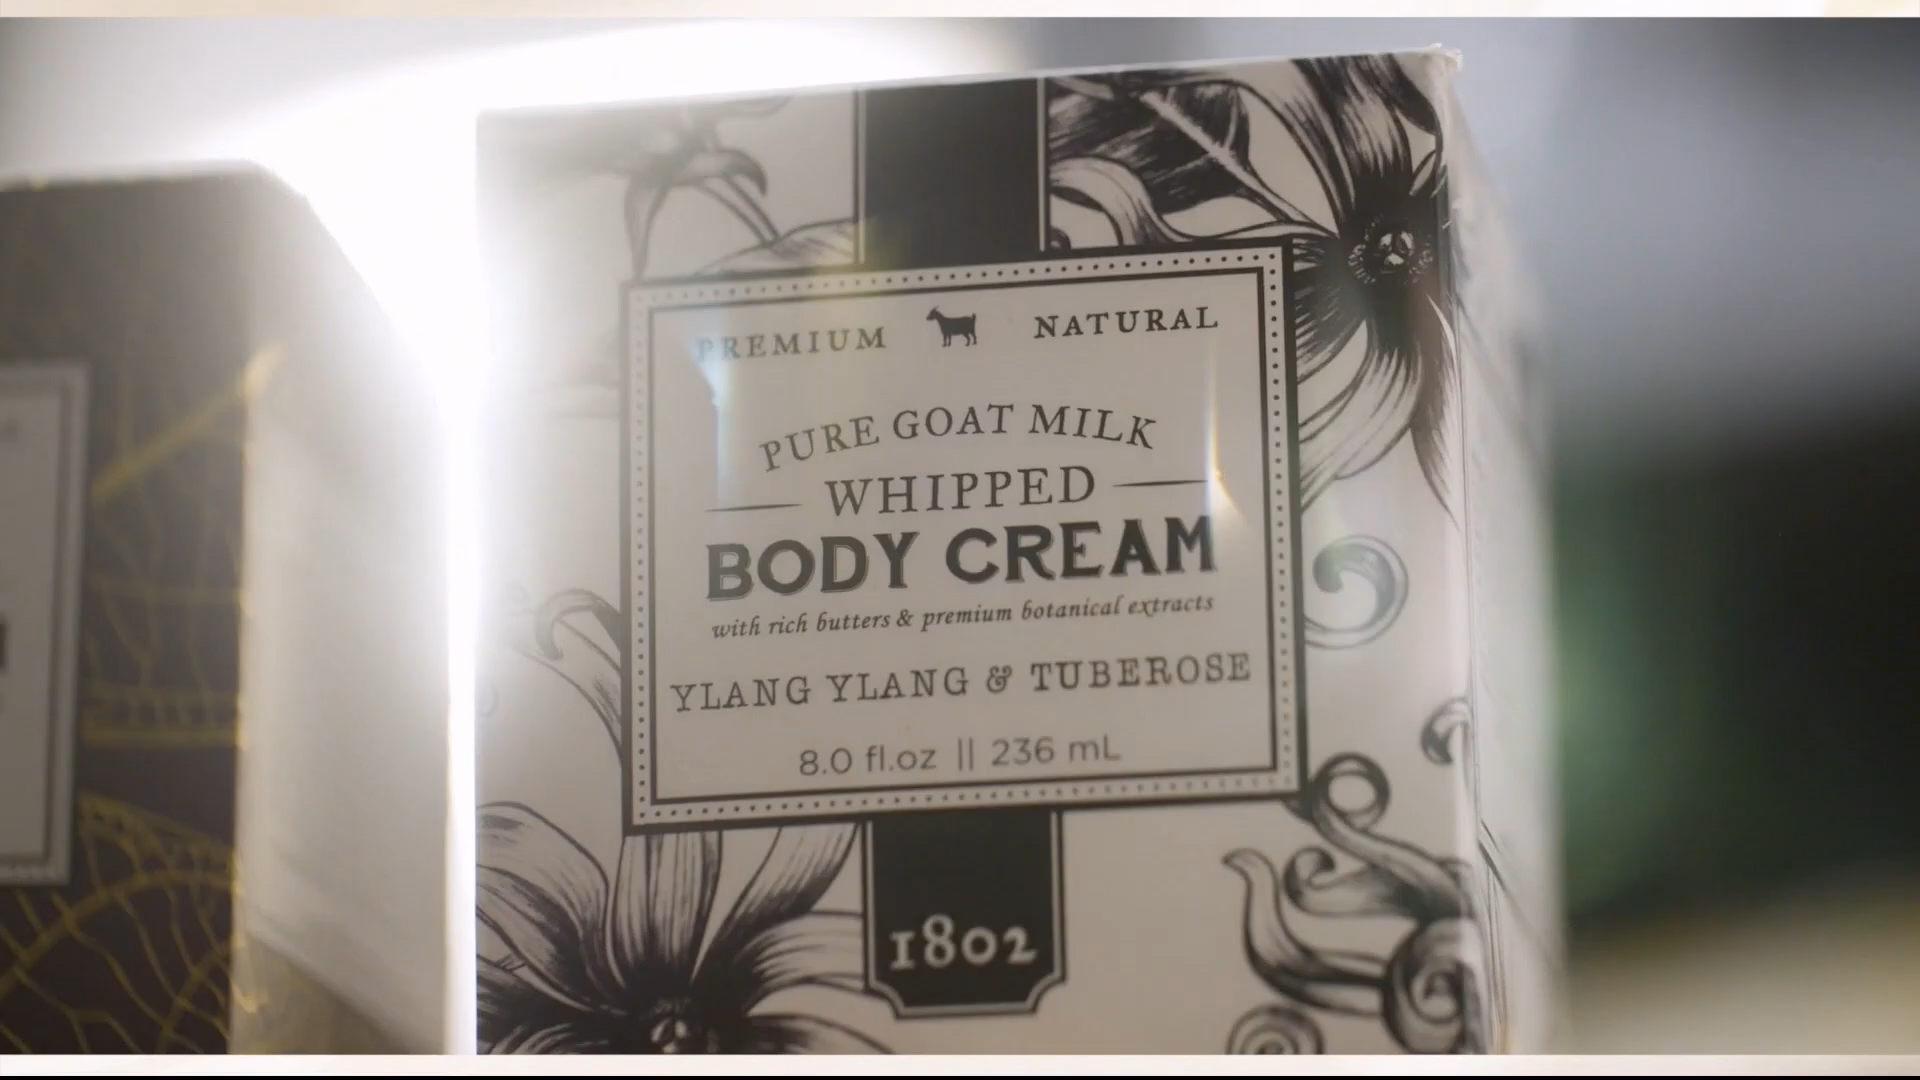 PREMIUM NATURAL
PURE GOAT MILK
WHIPPED
BODY CREAM
with rich butters & premium botanical extracts
YLANG YLANG & TUBEROSE
8.0 fl.oz || 236 mL
1802